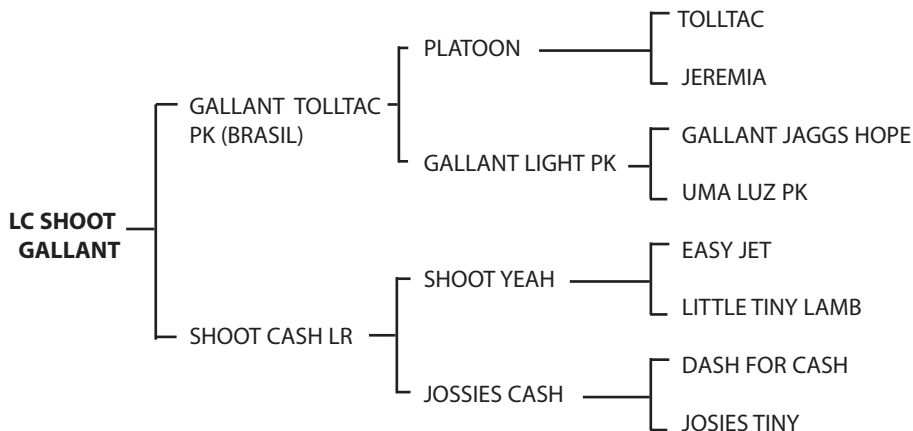 LC SHOOT
GALLANT
GALLANT TOLLTAC
PK (BRASIL)
SHOOT CASH LR
PLATOON
GALLANT LIGHT PK
SHOOT YEAH
JOSSIES CASH
TOLLTAC
JEREMIA
GALLANT JAGGS HOPE
UMA LUZ PK
EASY JET
LITTLE TINY LAMB
DASH FOR CASH
JOSIES TINY